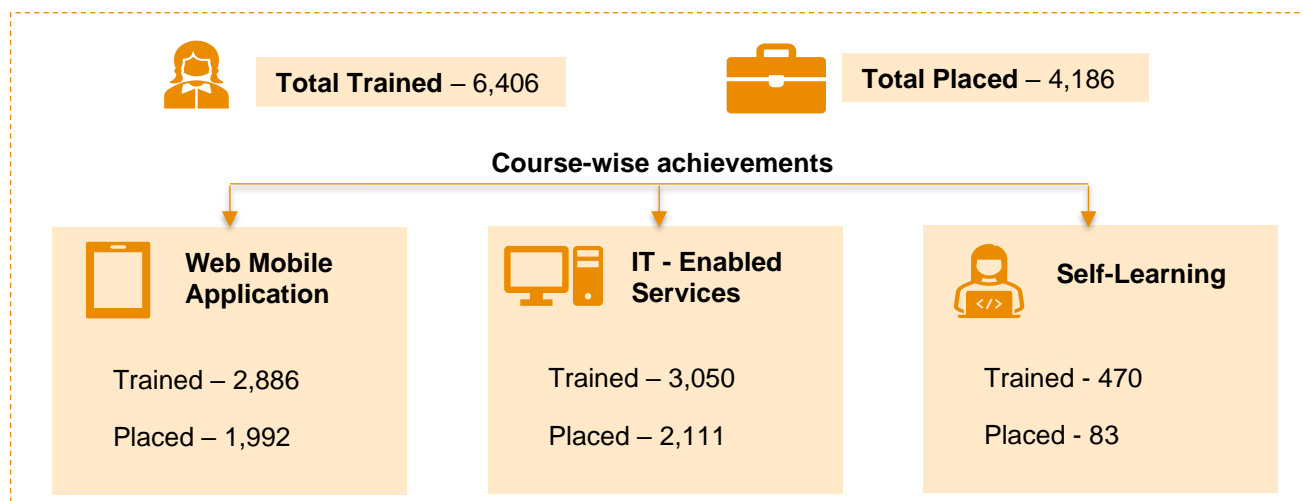 Total Trained – 6,406
Total Placed – 4,186
Course-wise achievements
Web Mobile
Application
Trained – 2,886
Placed – 1,992
IT - Enabled
Services
Trained – 3,050
Placed – 2,111
Self-Learning
</>
Trained - 470
Placed - 83